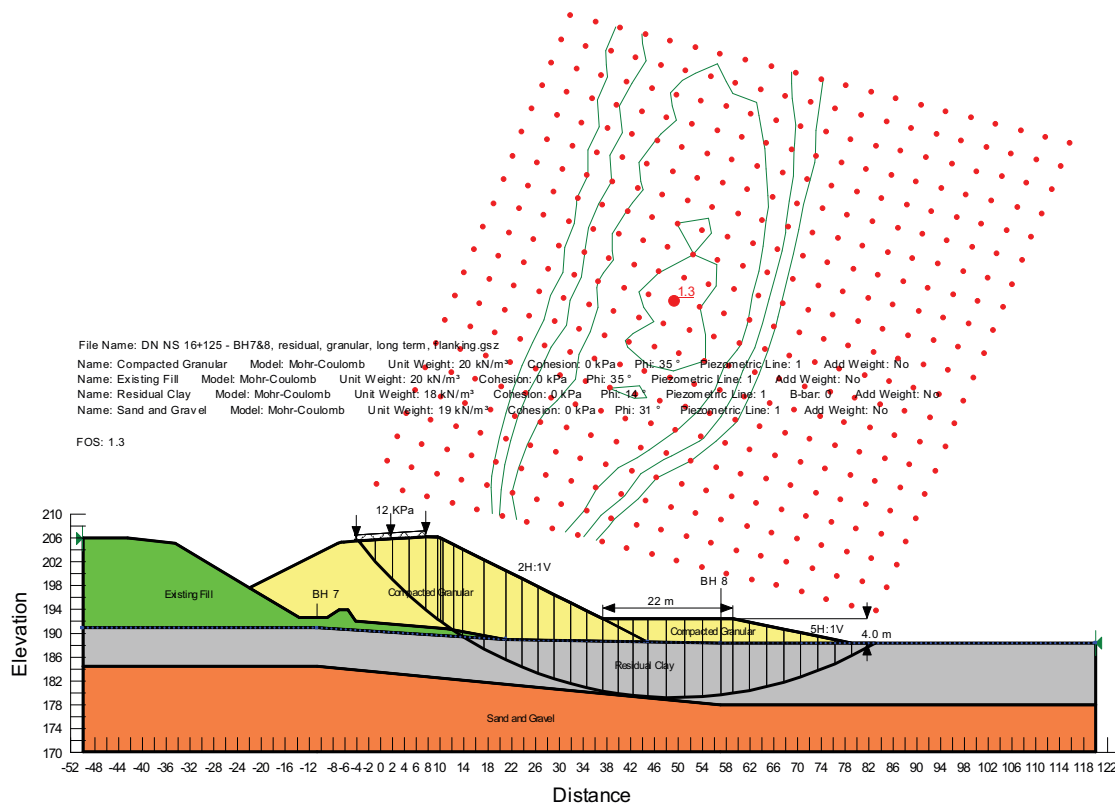 1.3
File Name: DN NS 16+125 - BH7&8, residual, granular, long term, flanking.gsz
Name: Compacted Granular Model: Mohr-Coulomb Unit Weight: 20 kN/m³ Cohesion: 0 kPa Phi: 35 ° Piezometric Line: 1 Add Weight: No
Name: Existing Fill Model: Mohr-Coulomb Unit Weight: 20 kN/m³ Cohesion: 0 kPa Phi: 35 ° Piezometric Line: 1 Add Weight: No
Name: Residual Clay Model: Mohr-Coulomb Unit Weight: 18 kN/m³ Cohesion: 0 kPa Phi: 14 ° Piezometric Line: 1 B-bar: 0 Add Weight: No
Name: Sand and Gravel Model: Mohr-Coulomb Unit Weight: 19 kN/m³ Cohesion: 0 kPa Phi: 31 ° Piezometric Line: 1 Add Weight: No
FOS: 1.3
12 KPa
2H:1V
BH 8
22 m
BH 7
Existing Fill
Compacted Granular
Compacted Granular
5H:1V
4.0 m
Residual Clay
Sand and Gravel
Elevation
210
206
202
198
194
190
186
182
178
174
170
-52 -48 -44 -40 -36 -32 -28 -24 -20 -16 -12 -8 -6 -4 -2 0 2 4 6 8 10 14 18 22 26 30 34 38 42 46 50 54 58 62 66 70 74 78 82 86 90 94 98 102 106 110 114 118 122
Distance